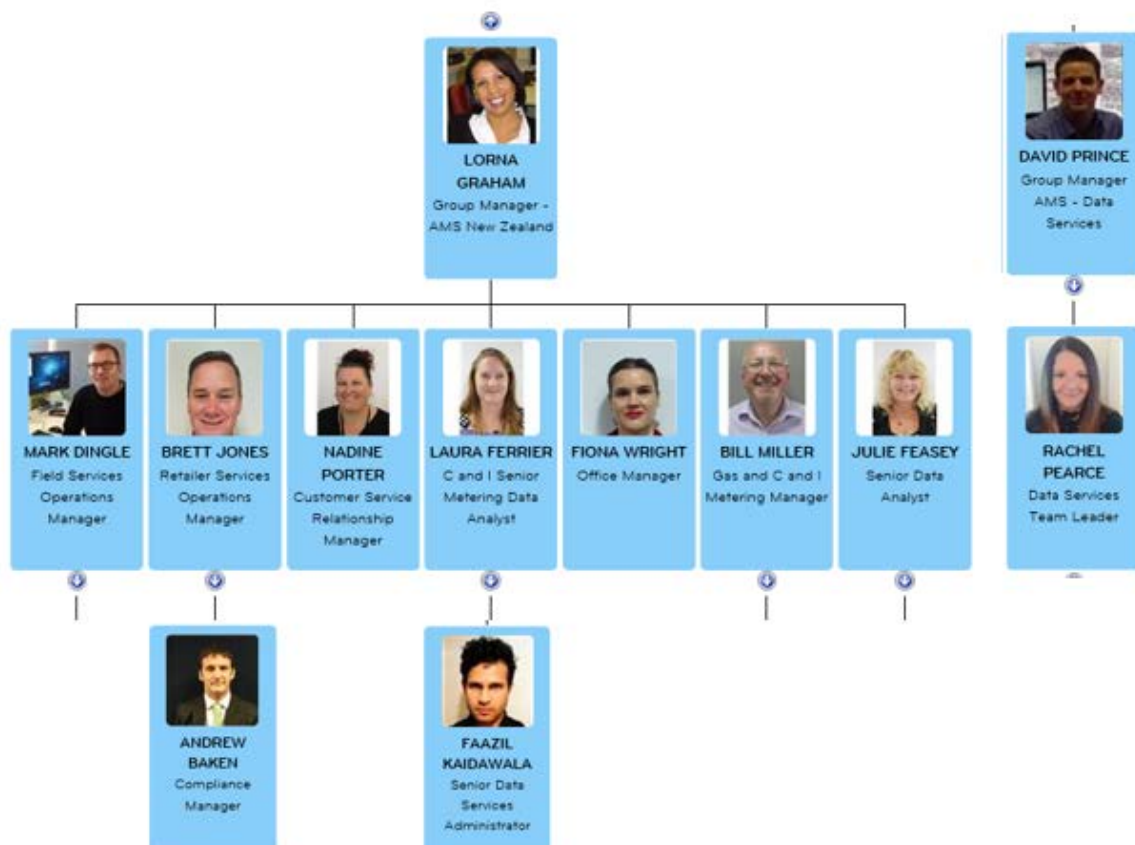 LORNA
GRAHAM
Group Manager -
AMS New Zealand
DAVID PRINCE
Group Manager
AMS - Data
Services
MARK DINGLE
Field Services
Operations
Manager
BRETT JONES
Retailer Services
Operations
Manager
NADINE
PORTER
Customer Service
Relationship
Manager
LAURA FERRIER
C and I Senior
Metering Data
Analyst
FIONA WRIGHT
Office Manager
BILL MILLER
Gas and C and I
Metering Manager
JULIE FEASEY
Senior Data
Analyst
RACHEL
PEARCE
Data Services
Team Leader
ANDREW
BAKEN
Compliance
Manager
FAAZIL
KAIDAWALA
Senior Data
Services
Administrator